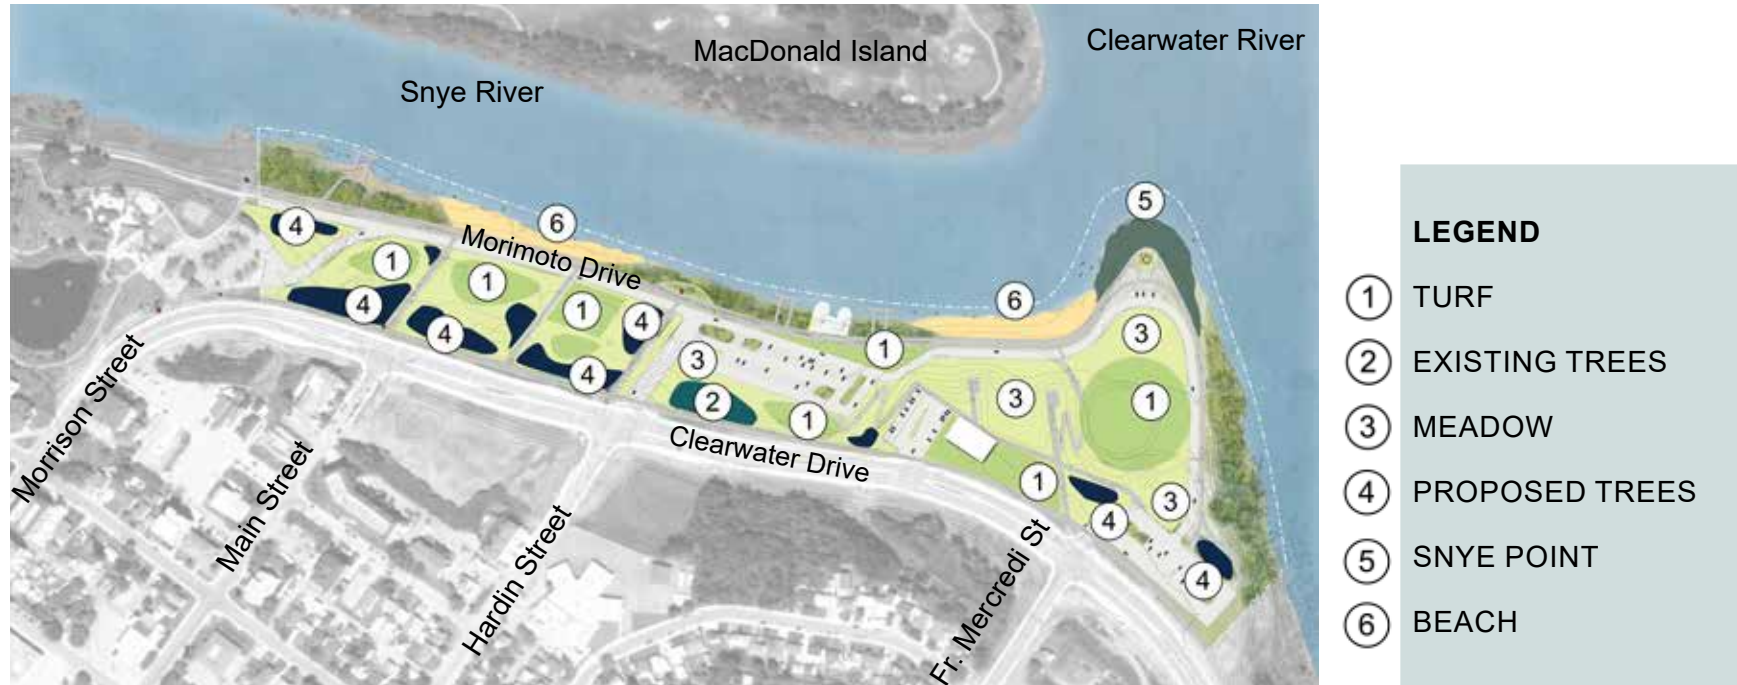 MacDonald Island
Clearwater River
Snye River
5
4
6
Morimoto Drive
1
1
6
4
1
4
4
1
3
3
4
3
1
2
1
Clearwater Drive
1
3
4
4
Morrison Street
Main Street
Hardin Street
Fr. Mercredi St
LEGEND
1 TURF
2 EXISTING TREES
3 MEADOW
4 PROPOSED TREES
5 SNYE POINT
6 BEACH